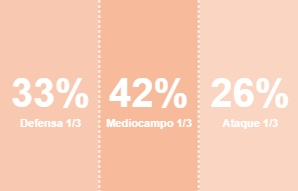 33% 42% 26%
Defensa 1/3 Mediocampo 1/3 Ataque 1/3